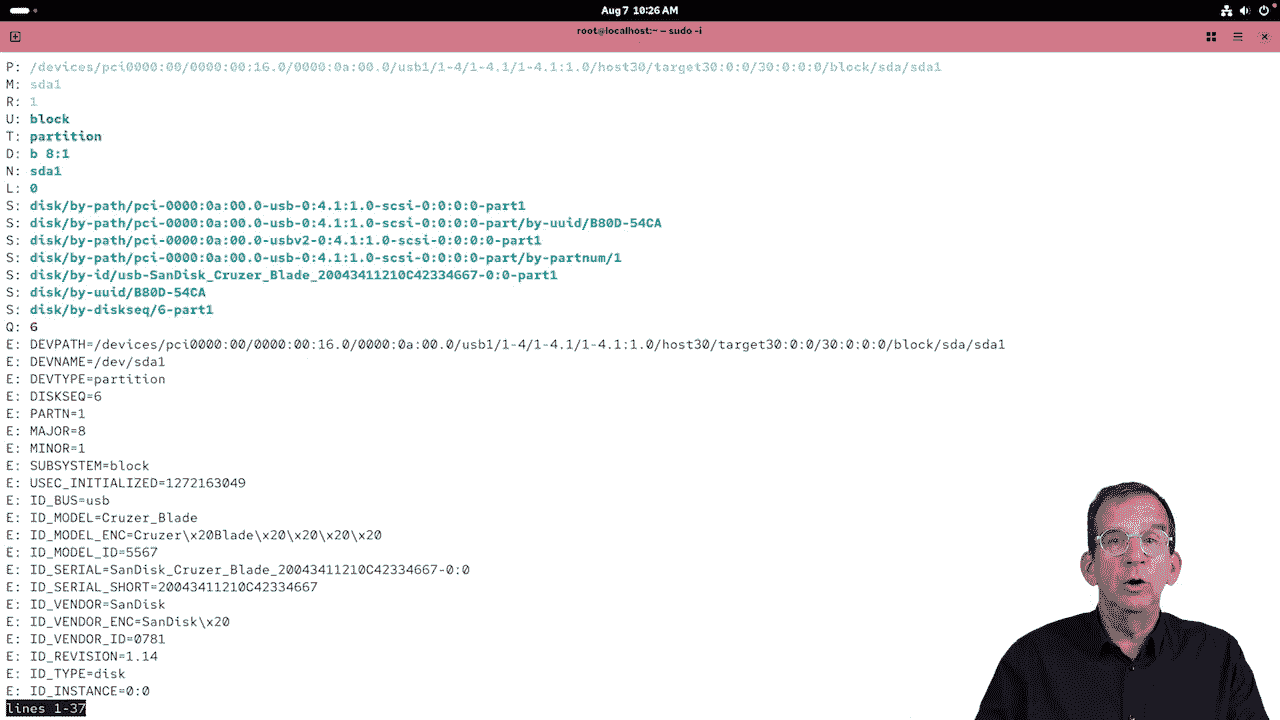 Aug 7 10:26 AM
root@localhost:~ — sudo -i
P: /devices/pci0000:00/0000:00:16.0/0000:0a:00.0/usb1/1-4/1-4.1/1-4.1:1.0/host30/target30:0:0/30:0:0:0/block/sda/sda1
M: sda1
R: 1
U: block
T: partition
D: b 8:1
N: sda1
L: 0
S: disk/by-path/pci-0000:0a:00.0-usb-0:4.1:1.0-scsi-0:0:0:0-part1
S: disk/by-path/pci-0000:0a:00.0-usb-0:4.1:1.0-scsi-0:0:0:0-part/by-uuid/B80D-54CA
S: disk/by-path/pci-0000:0a:00.0-usbv2-0:4.1:1.0-scsi-0:0:0:0-part1
S: disk/by-path/pci-0000:0a:00.0-usb-0:4.1:1.0-scsi-0:0:0:0-part/by-partnum/1
S: disk/by-id/usb-SanDisk_Cruzer_Blade_20043411210C42334667-0:0-part1
S: disk/by-uuid/B80D-54CA
S: disk/by-diskseq/6-part1
Q: 6
E: DEVPATH=/devices/pci0000:00/0000:00:16.0/0000:0a:00.0/usb1/1-4/1-4.1/1-4.1:1.0/host30/target30:0:0/30:0:0:0/block/sda/sda1
E: DEVNAME=/dev/sda1
E: DEVTYPE=partition
E: DISKSEQ=6
E: PARTN=1
E: MAJOR=8
E: MINOR=1
E: SUBSYSTEM=block
E: USEC_INITIALIZED=1272163049
E: ID_BUS=usb
E: ID_MODEL=Cruzer_Blade
E: ID_MODEL_ENC=Cruzer\x20Blade\x20\x20\x20\x20
E: ID_MODEL_ID=5567
E: ID_SERIAL=SanDisk_Cruzer_Blade_20043411210C42334667-0:0
E: ID_SERIAL_SHORT=20043411210C42334667
E: ID_VENDOR=SanDisk
E: ID_VENDOR_ENC=SanDisk\x20
E: ID_VENDOR_ID=0781
E: ID_REVISION=1.14
E: ID_TYPE=disk
E: ID_INSTANCE=0:0
lines 1-37